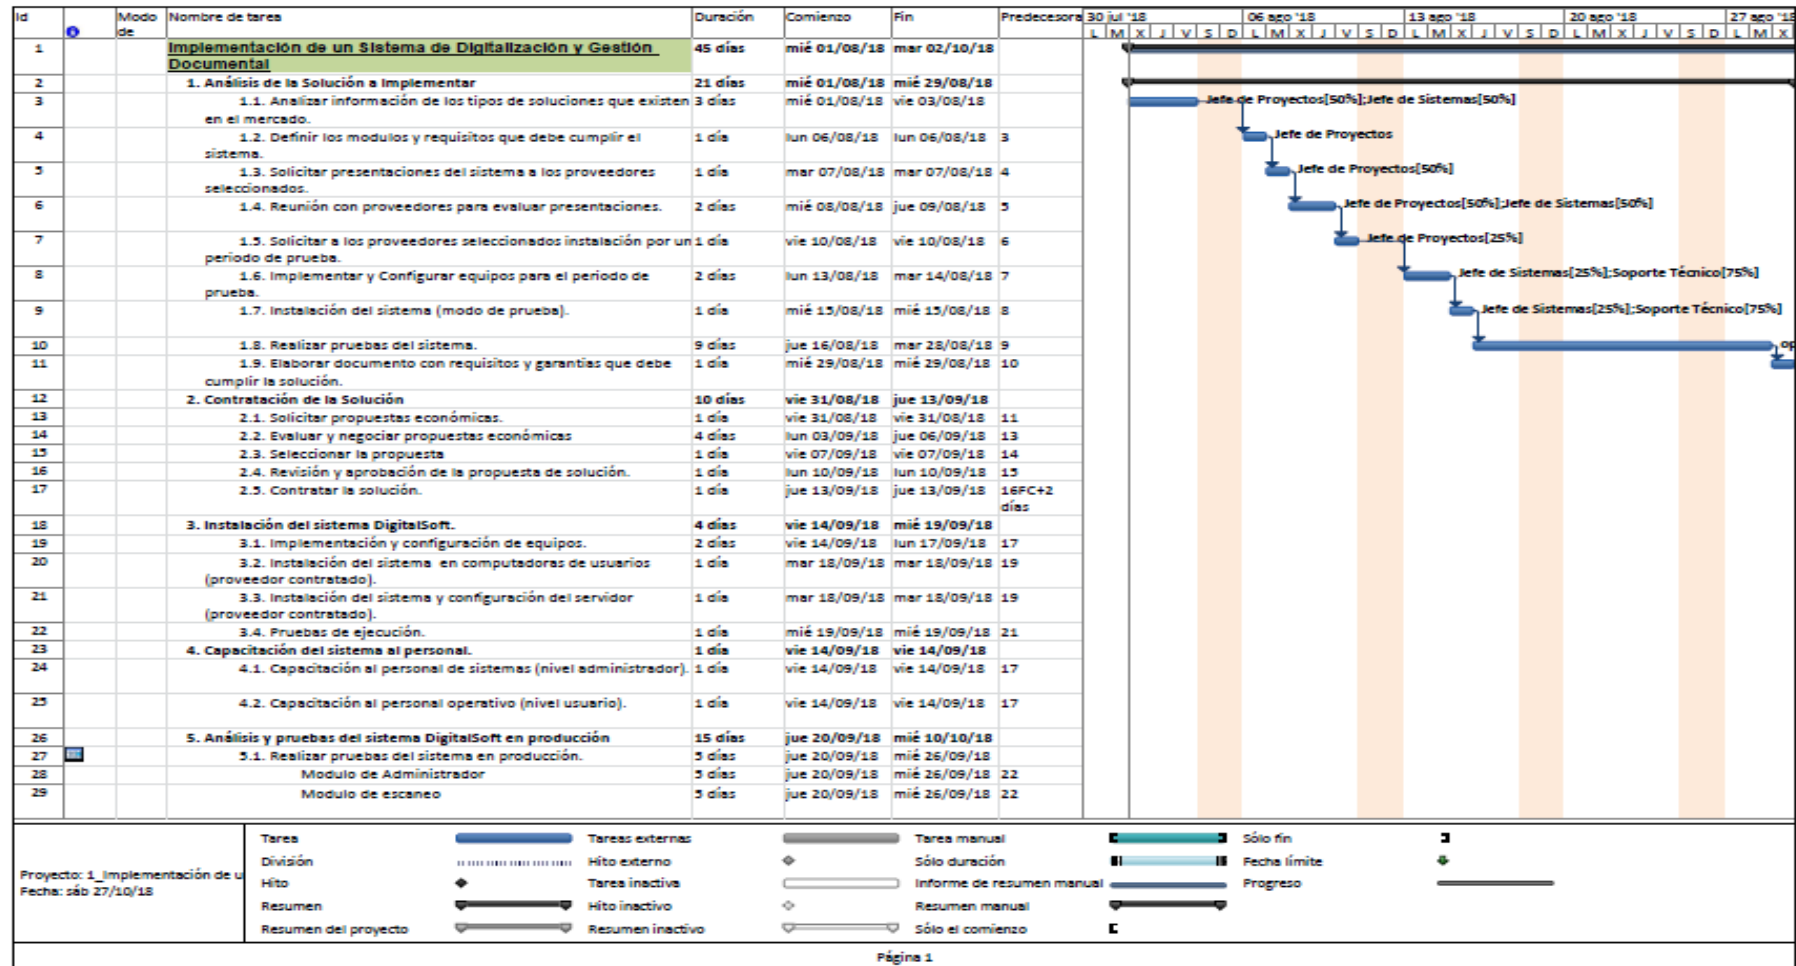 Id Modo de Nombre de tarea Duración Comienzo Fin Predecesora 30 jul '18 06 ago '18 13 ago '18 20 ago '18 27 ago '18
L M X J V S D L M X J V S D L M X J V S D L M X J V S D L M X
1 Implementación de un Sistema de Digitalización y Gestión Documental 45 días mié 01/08/18 mar 02/10/18
2 1. Análisis de la Solución a Implementar 21 días mié 01/08/18 mié 29/08/18
3 1.1. Analizar información de los tipos de soluciones que existen en el mercado. 3 días mié 01/08/18 vie 03/08/18 Jefe de Proyectos[50%];Jefe de Sistemas[50%]
4 1.2. Definir los modulos y requisitos que debe cumplir el sistema. 1 día lun 06/08/18 lun 06/08/18 3 Jefe de Proyectos
5 1.3. Solicitar presentaciones del sistema a los proveedores seleccionados. 1 día mar 07/08/18 mar 07/08/18 4 Jefe de Proyectos[50%]
6 1.4. Reunión con proveedores para evaluar presentaciones. 2 días mié 08/08/18 jue 09/08/18 5 Jefe de Proyectos[50%];Jefe de Sistemas[50%]
7 1.5. Solicitar a los proveedores seleccionados instalación por un periodo de prueba. 1 día vie 10/08/18 vie 10/08/18 6 Jefe de Proyectos[25%]
8 1.6. Implementar y Configurar equipos para el periodo de prueba. 2 días lun 13/08/18 mar 14/08/18 7 Jefe de Sistemas[25%];Soporte Técnico[75%]
9 1.7. Instalación del sistema (modo de prueba). 1 día mié 15/08/18 mié 15/08/18 8 Jefe de Sistemas[25%];Soporte Técnico[75%]
10 1.8. Realizar pruebas del sistema. 9 días jue 16/08/18 mar 28/08/18 9 op
11 1.9. Elaborar documento con requisitos y garantias que debe cumplir la solución. 1 día mié 29/08/18 mié 29/08/18 10
12 2. Contratación de la Solución 10 días vie 31/08/18 jue 13/09/18
13 2.1. Solicitar propuestas económicas. 1 día vie 31/08/18 vie 31/08/18 11
14 2.2. Evaluar y negociar propuestas económicas 4 días lun 03/09/18 jue 06/09/18 13
15 2.3. Seleccionar la propuesta 1 día vie 07/09/18 vie 07/09/18 14
16 2.4. Revisión y aprobación de la propuesta de solución. 1 día lun 10/09/18 lun 10/09/18 15
17 2.5. Contratar la solución. 1 día jue 13/09/18 jue 13/09/18 16FC+2 días
18 3. Instalación del sistema DigitalSoft. 4 días vie 14/09/18 mié 19/09/18
19 3.1. Implementación y configuración de equipos. 2 días vie 14/09/18 lun 17/09/18 17
20 3.2. Instalación del sistema en computadoras de usuarios (proveedor contratado). 1 día mar 18/09/18 mar 18/09/18 19
21 3.3. Instalación del sistema y configuración del servidor (proveedor contratado). 1 día mar 18/09/18 mar 18/09/18 19
22 3.4. Pruebas de ejecución. 1 día mié 19/09/18 mié 19/09/18 21
23 4. Capacitación del sistema al personal. 1 día vie 14/09/18 vie 14/09/18
24 4.1. Capacitación al personal de sistemas (nivel administrador). 1 día vie 14/09/18 vie 14/09/18 17
25 4.2. Capacitación al personal operativo (nivel usuario). 1 día vie 14/09/18 vie 14/09/18 17
26 5. Análisis y pruebas del sistema DigitalSoft en producción 15 días jue 20/09/18 mié 10/10/18
27 5.1. Realizar pruebas del sistema en producción. 5 días jue 20/09/18 mié 26/09/18
28 Modulo de Administrador 5 días jue 20/09/18 mié 26/09/18 22
29 Modulo de escaneo 5 días jue 20/09/18 mié 26/09/18 22
Proyecto: 1_Implementación de u
Fecha: sáb 27/10/18
Tarea Tareas externas Tarea manual Sólo fin
División Hito externo Sólo duración Fecha límite
Hito Tarea inactiva Informe de resumen manual Progreso
Resumen Hito inactivo Resumen manual
Resumen del proyecto Resumen inactivo Sólo el comienzo
Página 1